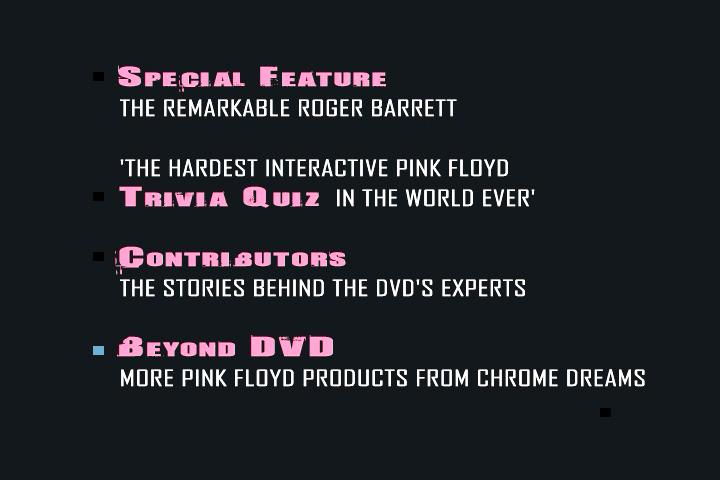 Special Feature
THE REMARKABLE ROGER BARRETT
'THE HARDEST INTERACTIVE PINK FLOYD
Trivia Quiz IN THE WORLD EVER'
Contributors
THE STORIES BEHIND THE DVD'S EXPERTS
Beyond DVD
MORE PINK FLOYD PRODUCTS FROM CHROME DREAMS